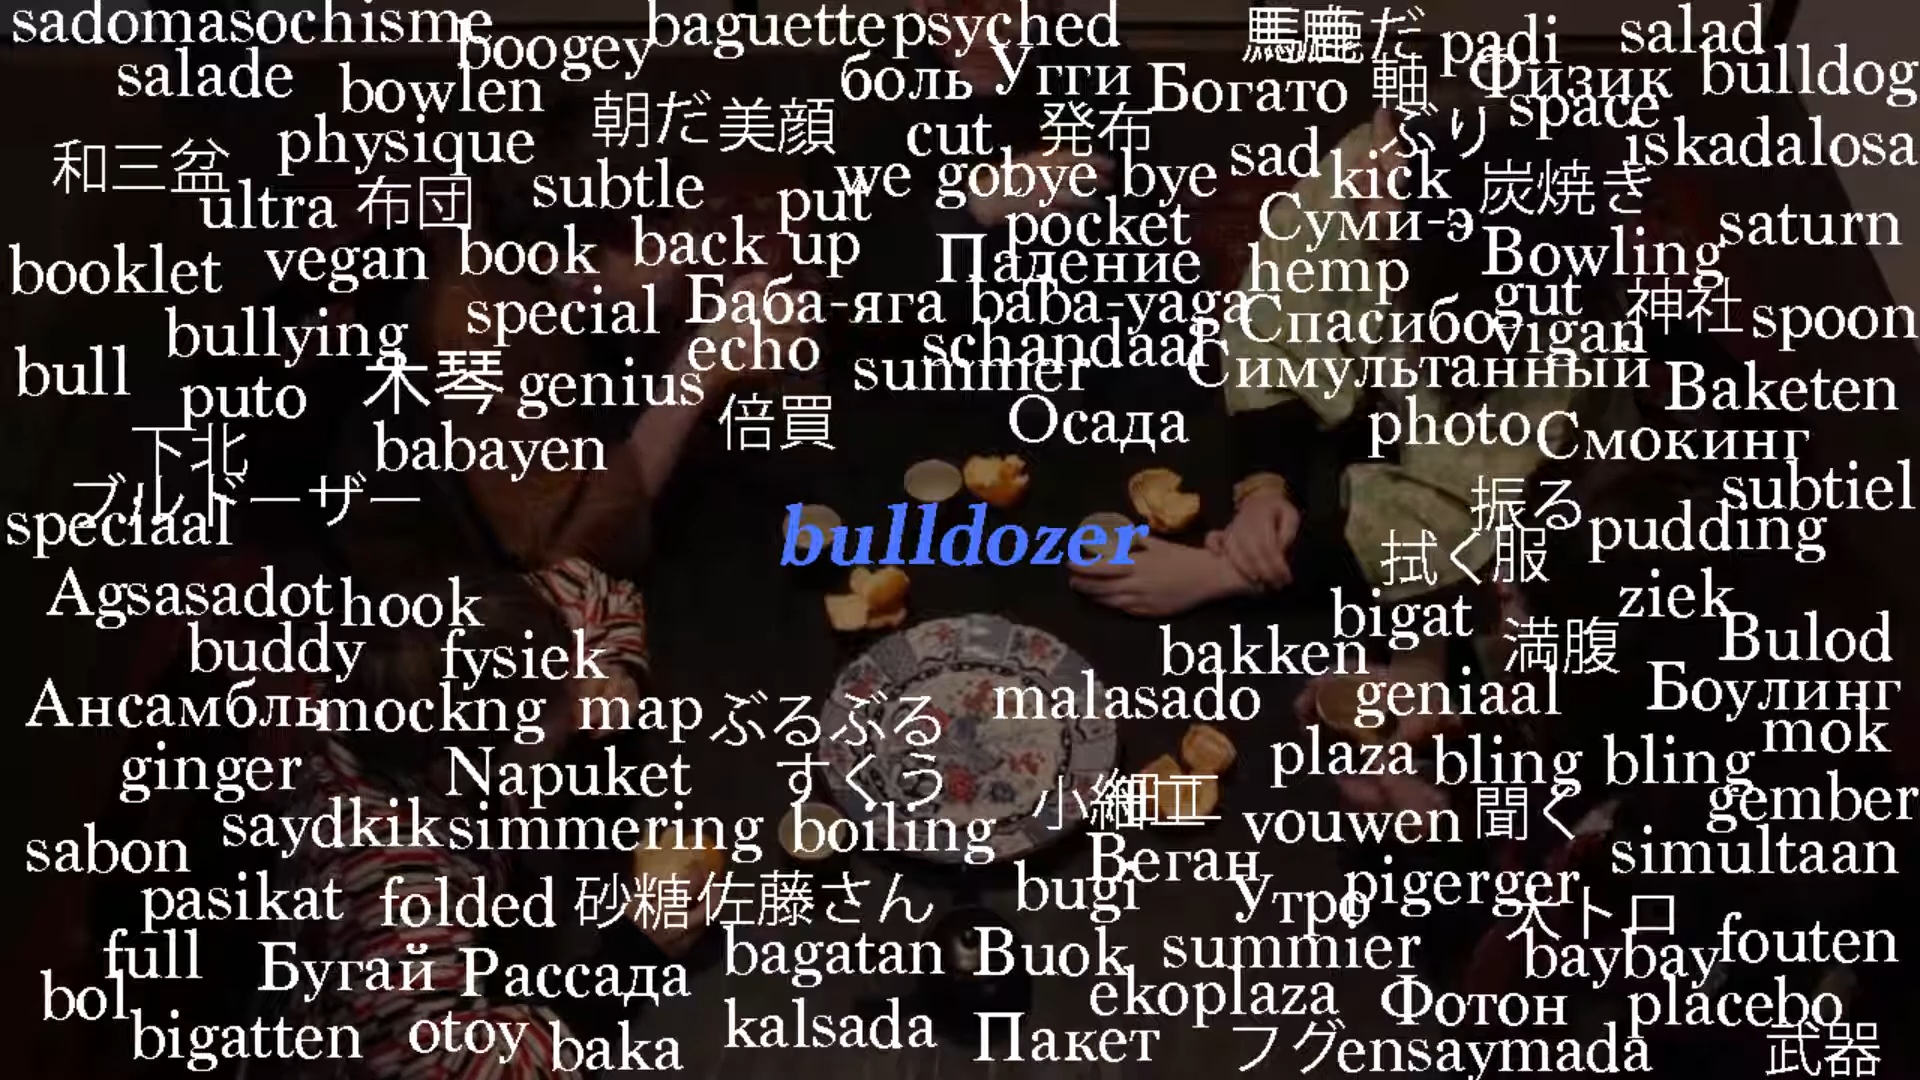 sadomasochisme boogey baguette psyched 馬鹿だ padi salad
salade bowlen боль Угги Богато 軸 Физик bulldog
physique 朝だ 美顔 cut 発布 ぶり space iskadalosa
和三盆 ultra 布団 subtle put we go bye bye sad kick 炭焼き
booklet vegan book back up pocket Суми-э saturn
Падение hemp Bowling
bullying special Баба-яга baba-yaga Спасибо gut 神社 spoon
bull echo schandaal vigan
puto 木琴 genius summer Симультанный Baketen
下北 babayen 倍買 Осада photo Смокинг
ブルドーザー subtiel
speciaal bulldozer 振る pudding
拭く 服
Agsasadot hook bigat ziek
buddy fysiek bakken 満腹 Bulod
Ансамбль mockng map ぶるぶる malasado geniaal Боулинг
ginger Napuket すくう plaza bling bling mok
saydkik simmering boiling vouwen 聞く gember
sabon Веган simultaan
pasikat folded 砂糖 佐藤さん bugi Утро pigerger 大トロ
full Бугай Рассада bagatan Buok summier baybay fouten
bol ekoplaza Фотон placebo
bigatten otoy baka kalsada Пакет フグ ensaymada 武器